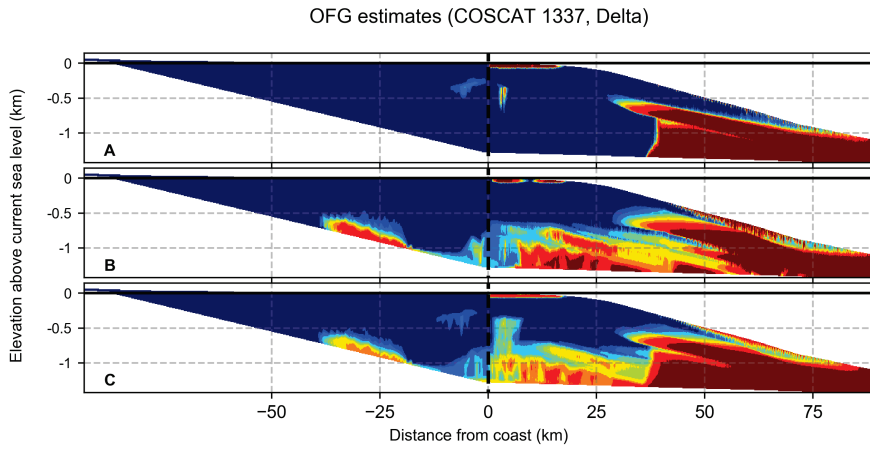 OFG estimates (COSCAT 1337, Delta)
Elevation above current sea level (km)
0
−0.5
-1
A
0
−0.5
-1
B
0
−0.5
-1
C
−50 −25 0 25 50 75
Distance from coast (km)